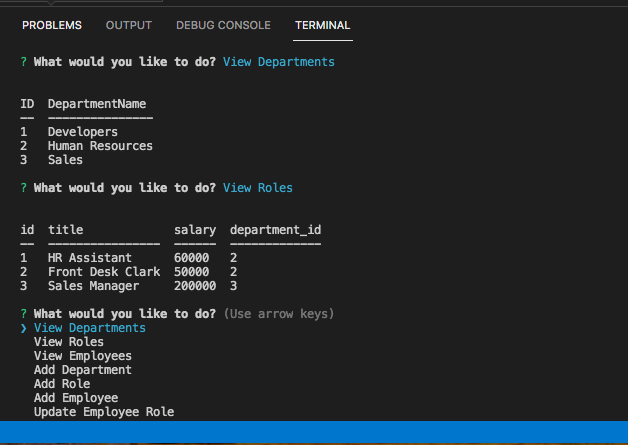 PROBLEMS OUTPUT DEBUG CONSOLE TERMINAL
? What would you like to do? View Departments
ID DepartmentName
-- ---------------
1 Developers
2 Human Resources
3 Sales
? What would you like to do? View Roles
id title salary department_id
-- ---------------- ------ -------------
1 HR Assistant 60000 2
2 Front Desk Clark 50000 2
3 Sales Manager 200000 3
? What would you like to do? (Use arrow keys)
❯ View Departments
View Roles
View Employees
Add Department
Add Role
Add Employee
Update Employee Role